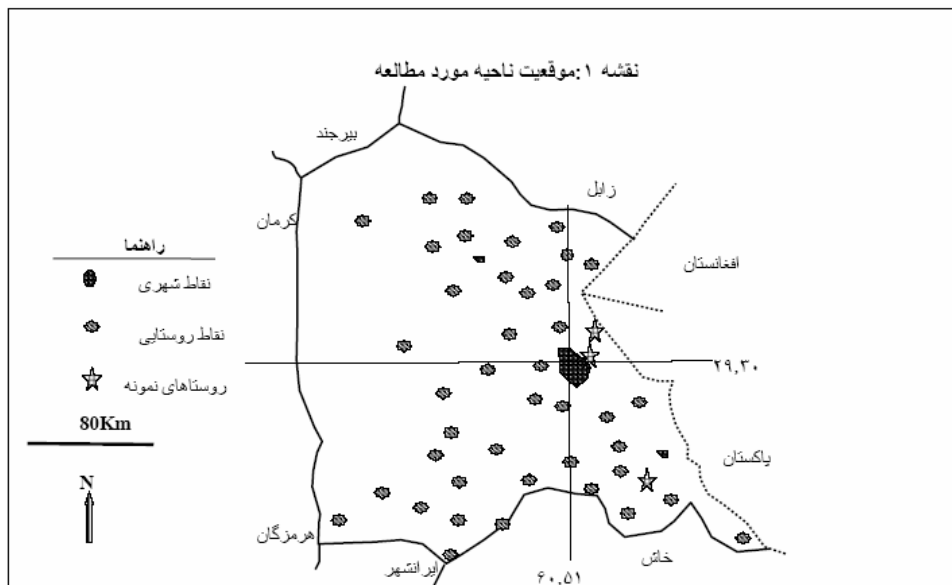 نقشه ۱:موقعیت ناحیه مورد مطالعه
بیرجند
زابل
کرمان
افغانستان
راهنما
نقاط شهری
نقاط روستایی
روستاهای نمونه
80Km
N
۲۹,۳۰
پاکستان
هرمزگان
ایرانشهر
خاش
۶۰,۵۱